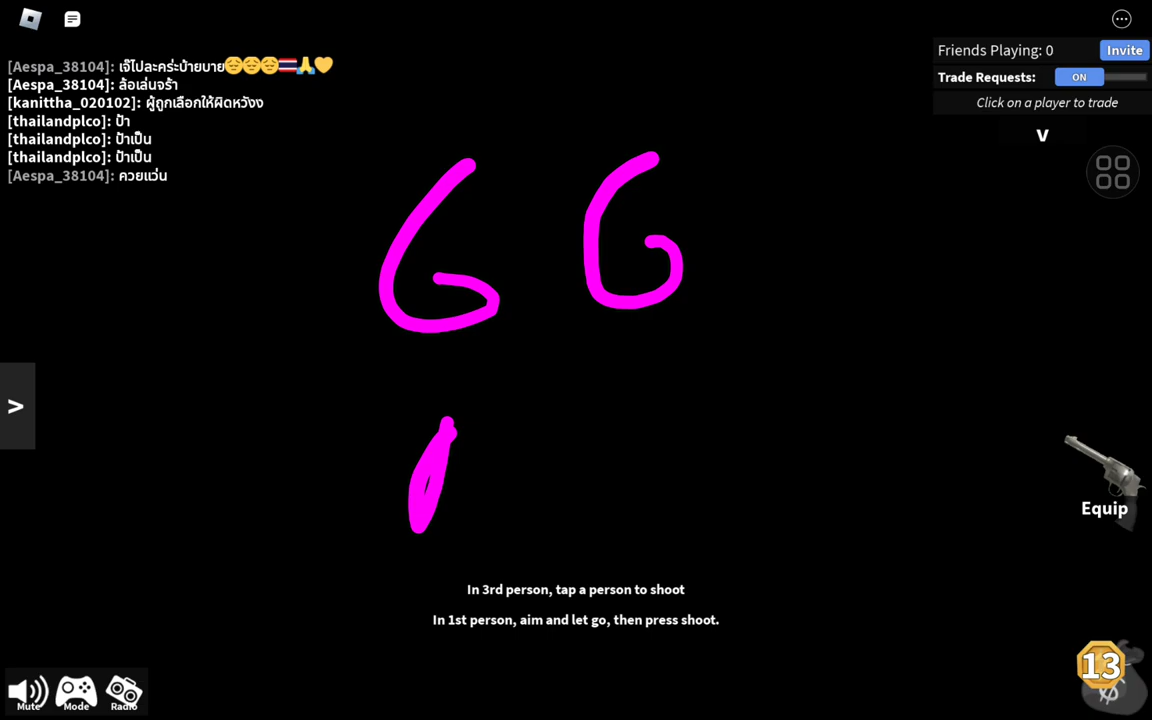 Friends Playing: 0 Invite
Trade Requests: ON
Click on a player to trade
v
[Aespa_38104]: เจ๊ไปละคร่ะบ้ายบาย😔😔😔🇹🇭🙏💛
[Aespa_38104]: ล้อเล่นจร้า
[kanittha_020102]: ผู้ถูกเลือกให้ผิดหวังง
[thailandplco]: ป้า
[thailandplco]: ป้าเป็น
[thailandplco]: ป้าเป็น
[Aespa_38104]: ควยแว่น
G G
>
Equip
In 3rd person, tap a person to shoot
In 1st person, aim and let go, then press shoot.
13
Mute Mode Radio